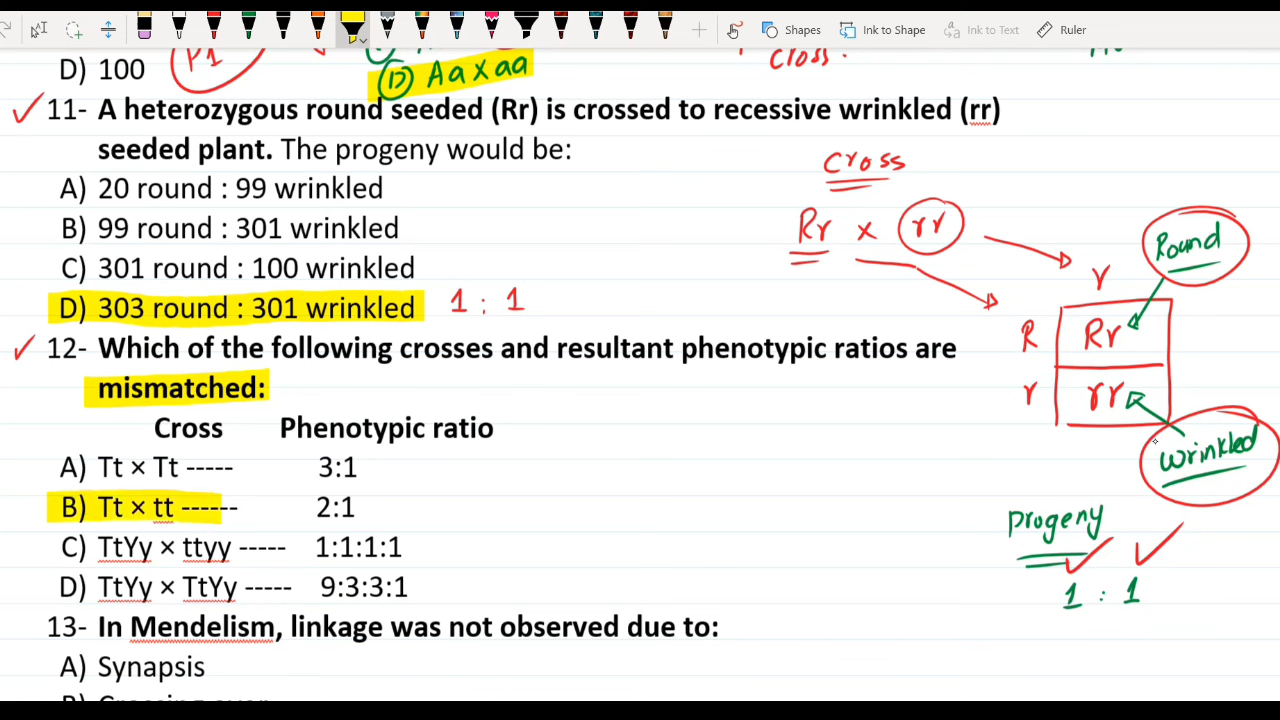 Shapes Ink to Shape Ink to Text Ruler
P1
Closs.
D) 100
(D) Aa x aa
11- A heterozygous round seeded (Rr) is crossed to recessive wrinkled (rr)
seeded plant. The progeny would be:
A) 20 round : 99 wrinkled
B) 99 round : 301 wrinkled
C) 301 round : 100 wrinkled
D) 303 round : 301 wrinkled 1 : 1
12- Which of the following crosses and resultant phenotypic ratios are
mismatched:
Cross Phenotypic ratio
A) Tt × Tt ----- 3:1
B) Tt × tt ------ 2:1
C) TtYy × ttyy ----- 1:1:1:1
D) TtYy × TtYy ----- 9:3:3:1
13- In Mendelism, linkage was not observed due to:
A) Synapsis
B) Crossing over
Cross
Rr x rr
Round
r
R Rr
r rr
Wrinkled
Progeny
1 : 1